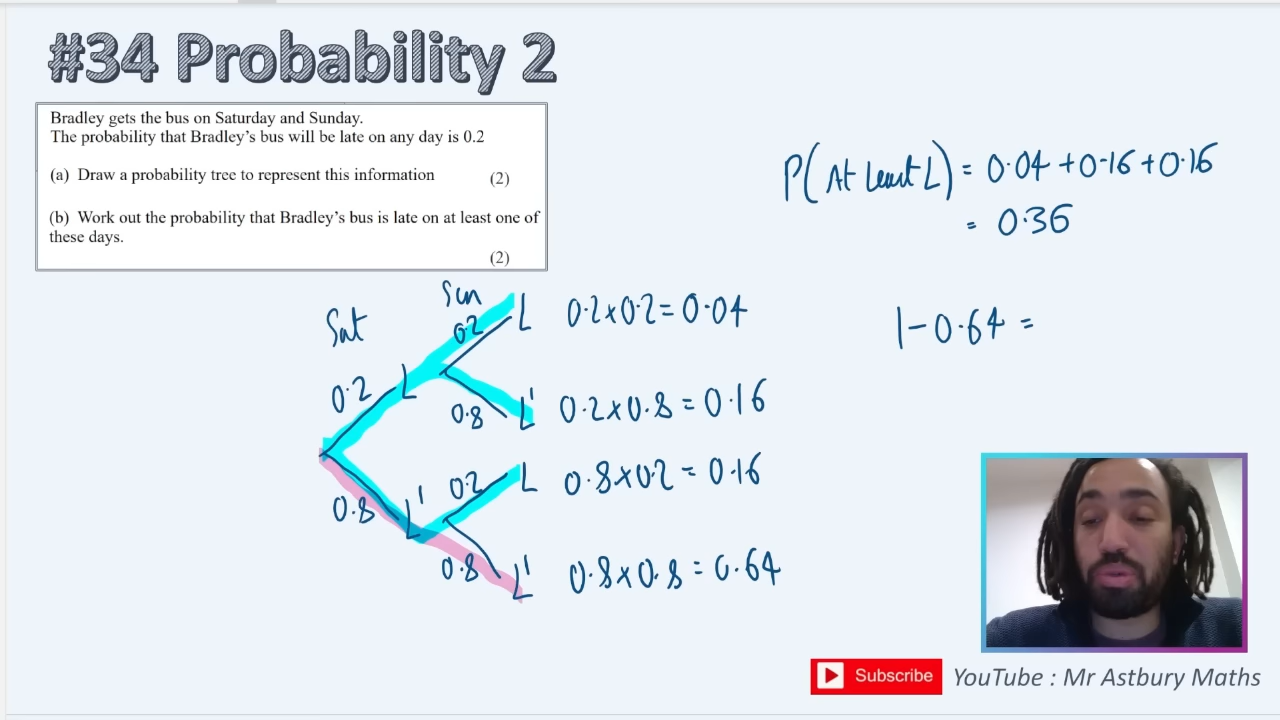 #34 Probability 2
Bradley gets the bus on Saturday and Sunday.
The probability that Bradley's bus will be late on any day is 0.2
(a) Draw a probability tree to represent this information (2)
(b) Work out the probability that Bradley's bus is late on at least one of
these days.
(2)
P(At Least L) = 0.04 + 0.16 + 0.16
= 0.36
1 - 0.64 =
Sat
Sun
0.2 L
0.2 L 0.2 x 0.2 = 0.04
0.8 L' 0.2 x 0.8 = 0.16
0.8 L'
0.2 L 0.8 x 0.2 = 0.16
0.8 L' 0.8 x 0.8 = 0.64
Subscribe YouTube : Mr Astbury Maths